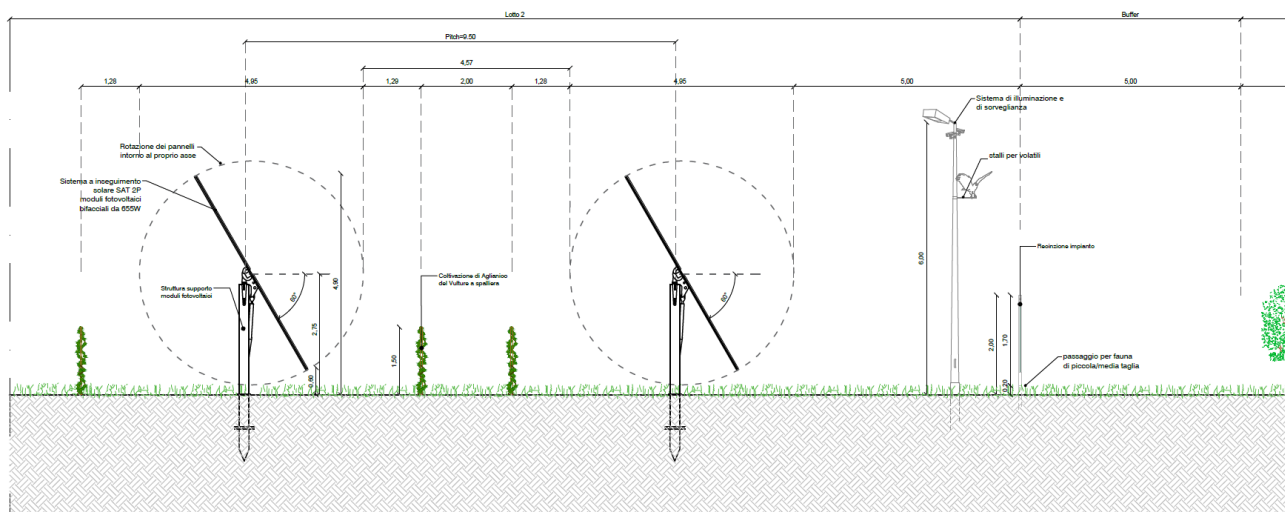 Lotto 2
Buffer
Pitch=9.50
4,57
1,28
4,95
1,29
2,00
1,28
4,95
5,00
5,00
Sistema di illuminazione e
di sorveglianza
Rotazione dei pannelli
intorno al proprio asse
stalli per volatili
Sistema a inseguimento
solare SAT 2P
moduli fotovoltaici
bifacciali da 655W
Recinzione impianto
6,00
Coltivazione di Aglianico
del Vulture a spalliera
Struttura supporto
moduli fotovoltaici
60°
4,90
2,75
60°
1,50
0,60
2,00
1,70
0,20
passaggio per fauna
di piccola/media taglia